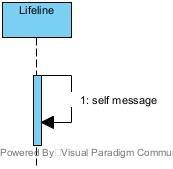 Lifeline
1: self message
Powered By Visual Paradigm Commu